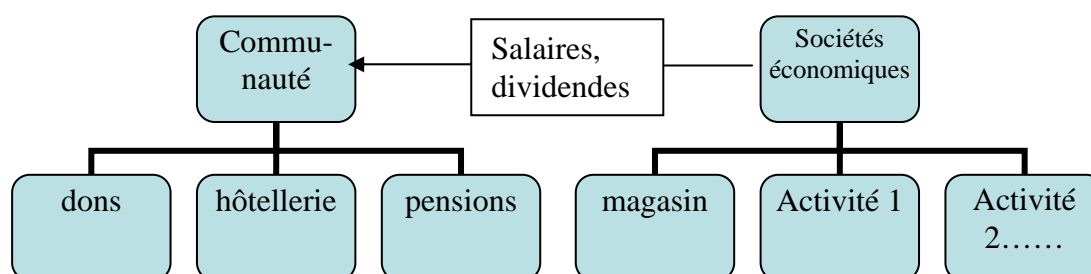 Commu-
nauté
Salaires,
dividendes
Sociétés
économiques
dons
hôtellerie
pensions
magasin
Activité 1
Activité
2……